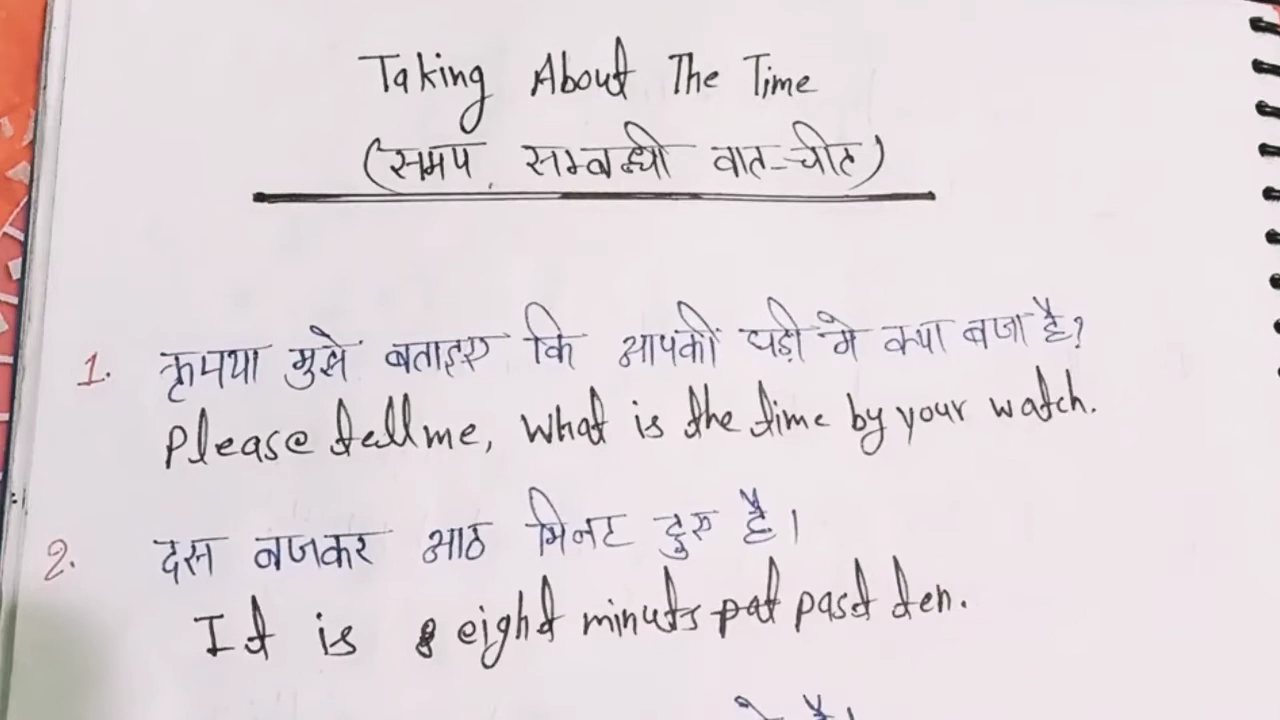 Taking About The Time
(समय सम्बन्धी वात-चीत)
1. कृपया मुझे बताइए कि आपकी घड़ी मे क्या बजा है?
Please tell me, What is the time by your watch.
2. दस बजकर आठ मिनट हुए है।
It is eight minuts pat past ten.